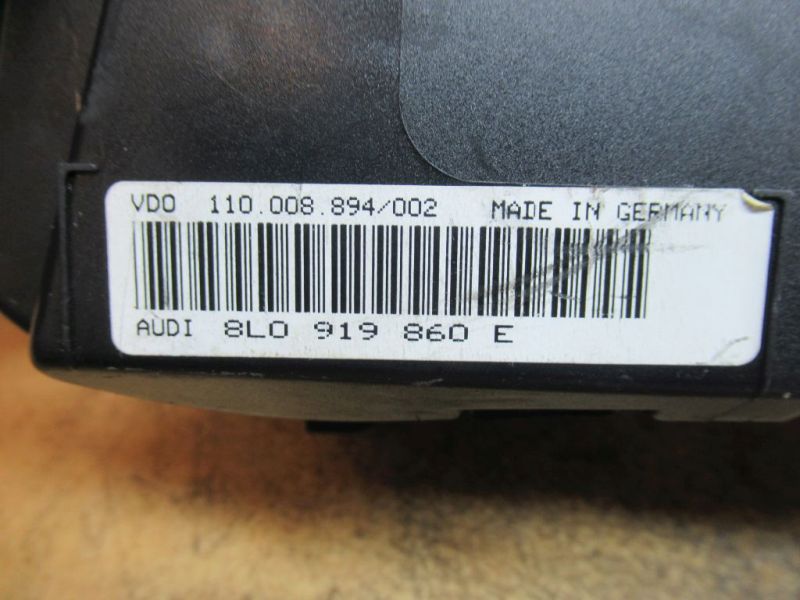 VDO 110.008.894/002 MADE IN GERMANY
AUDI 8L0 919 860 E